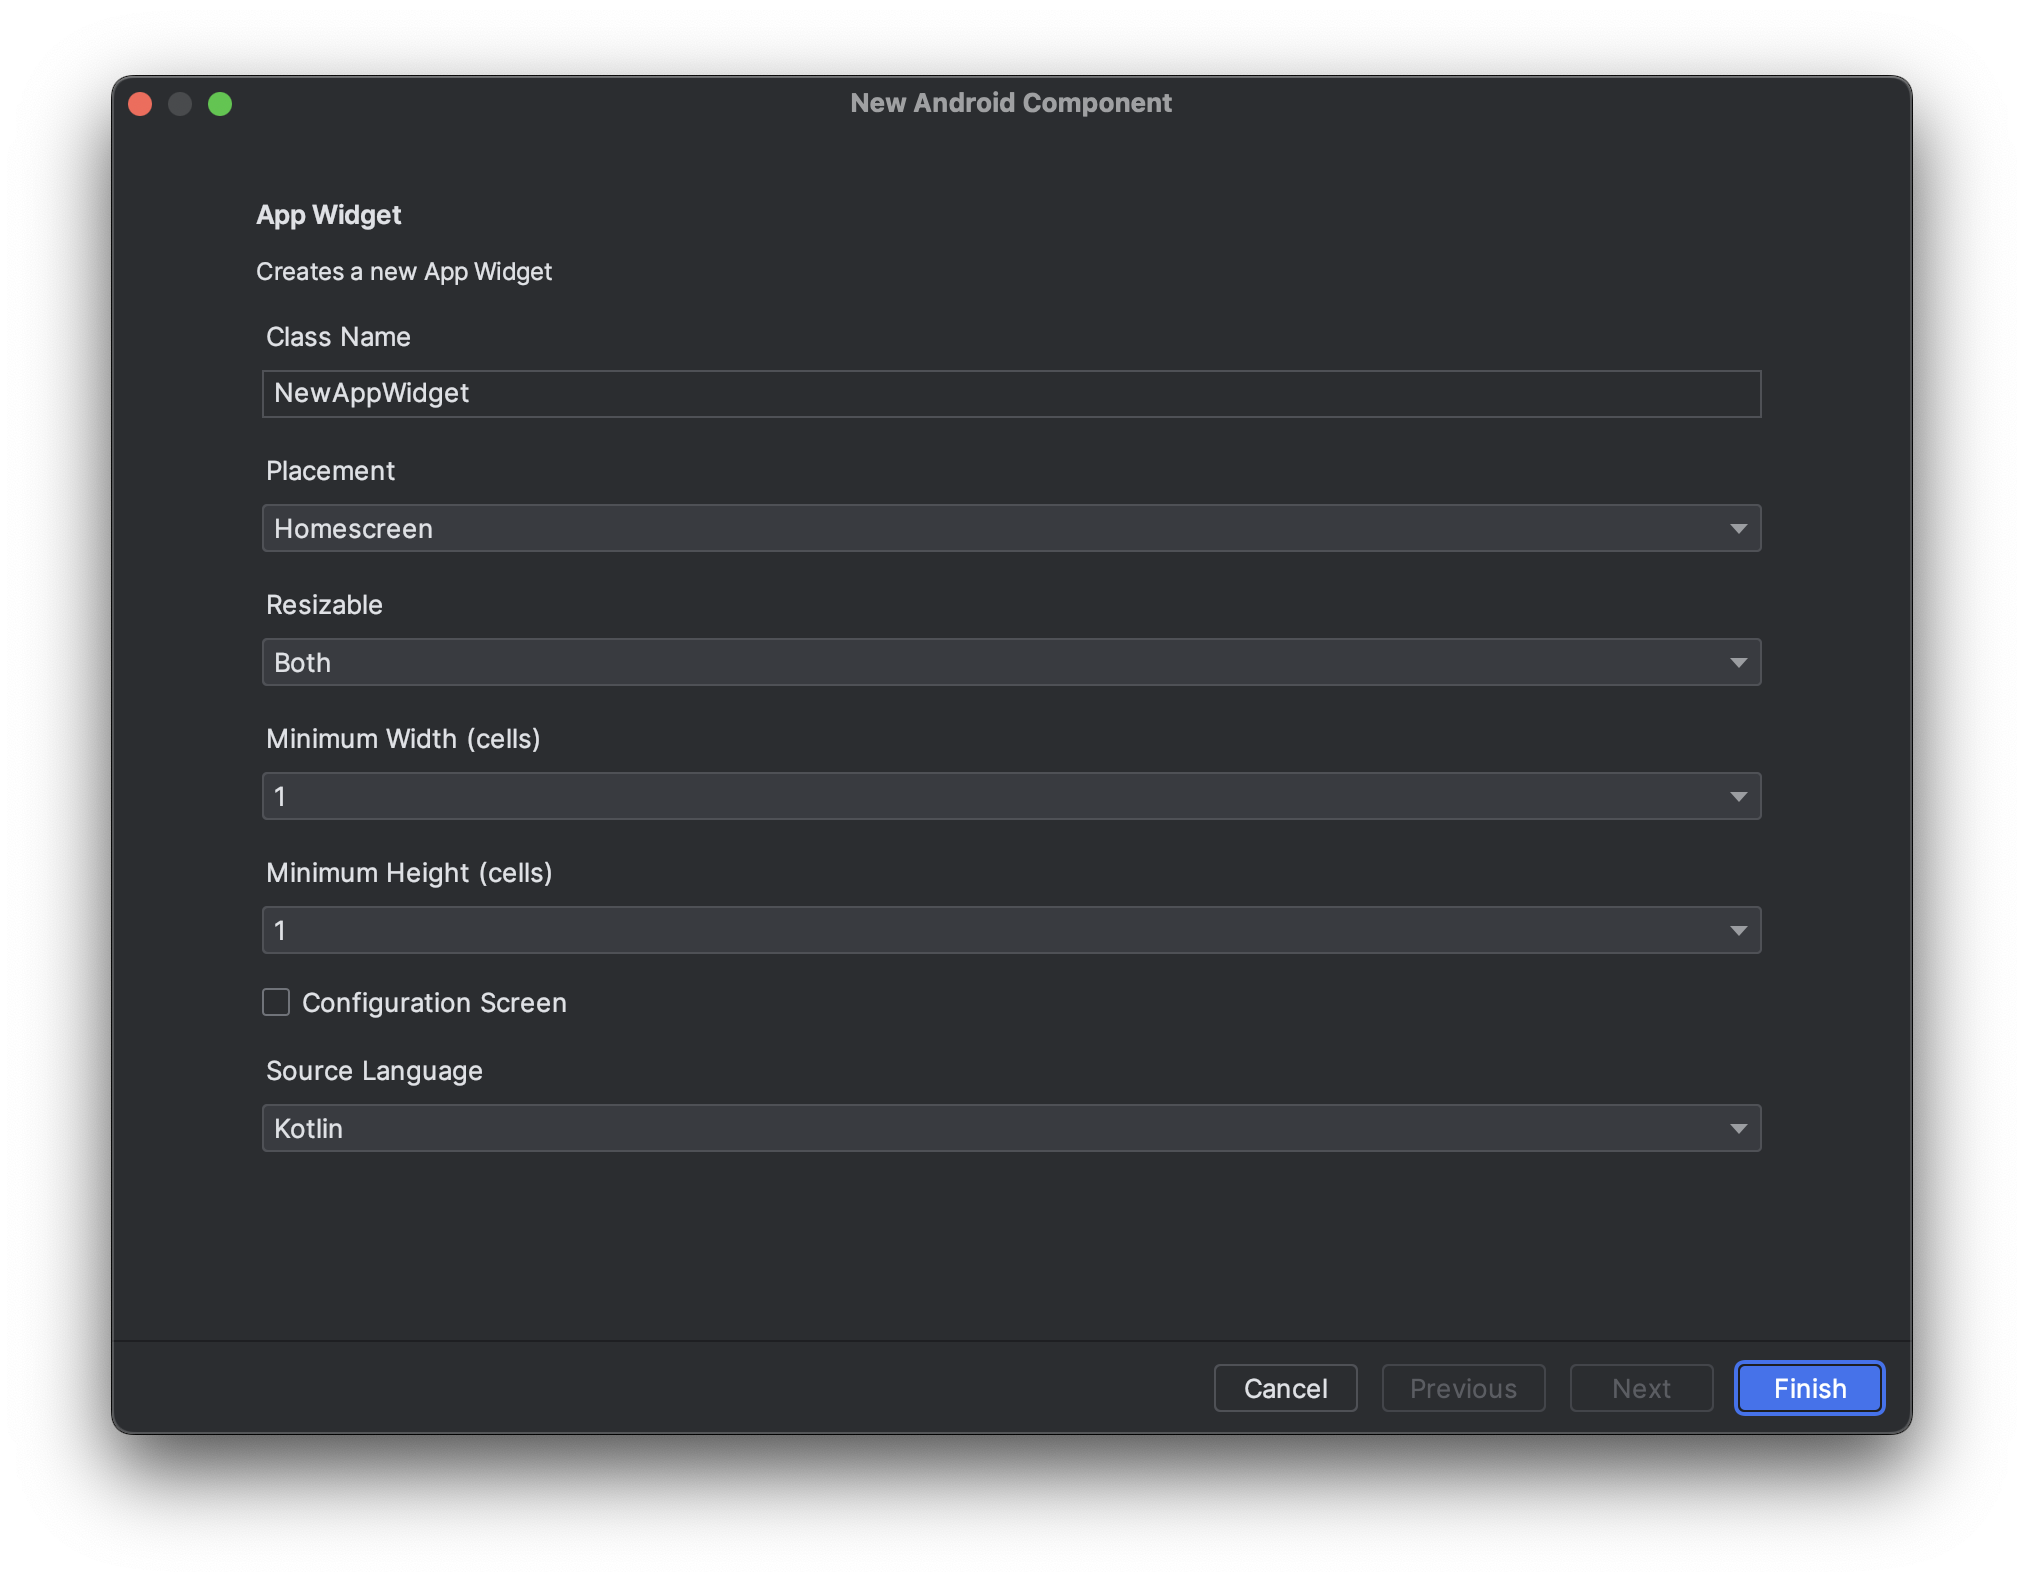 New Android Component
App Widget
Creates a new App Widget
Class Name
NewAppWidget
Placement
Homescreen
Resizable
Both
Minimum Width (cells)
1
Minimum Height (cells)
1
Configuration Screen
Source Language
Kotlin
Cancel Previous Next Finish